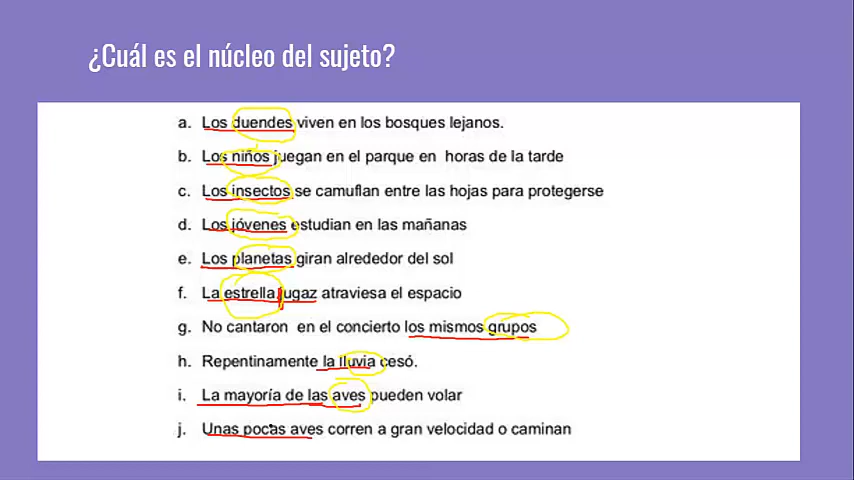 ¿Cuál es el núcleo del sujeto?
a. Los duendes viven en los bosques lejanos.
b. Los niños juegan en el parque en horas de la tarde
c. Los insectos se camuflan entre las hojas para protegerse
d. Los jóvenes estudian en las mañanas
e. Los planetas giran alrededor del sol
f. La estrella fugaz atraviesa el espacio
g. No cantaron en el concierto los mismos grupos
h. Repentinamente la lluvia cesó.
i. La mayoría de las aves pueden volar
j. Unas pocas aves corren a gran velocidad o caminan